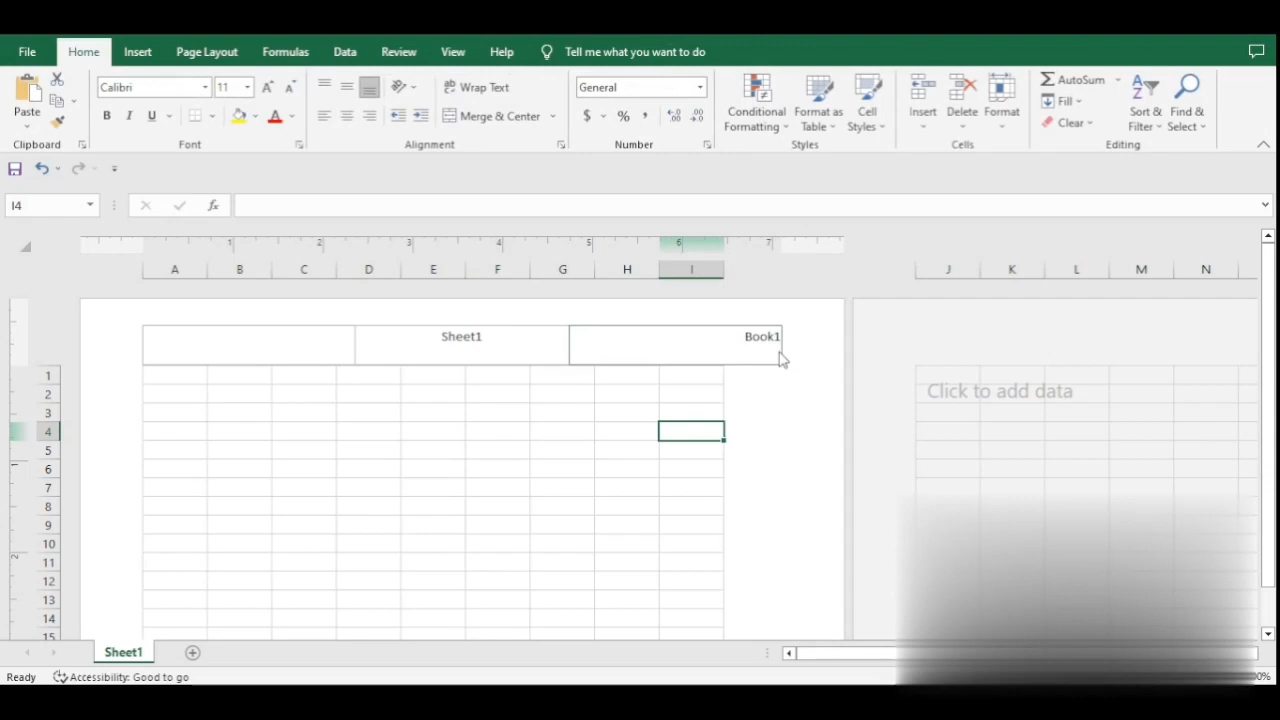 File Home Insert Page Layout Formulas Data Review View Help Tell me what you want to do
Calibri 11 Wrap Text General AutoSum
Paste Conditional Formatting Format as Table Cell Styles Insert Delete Format Fill Sort & Filter Find & Select
B I U Merge & Center $ % , Clear
Clipboard Font Alignment Number Styles Cells Editing
I4 fx
1 2 3 4 5 6 7
A B C D E F G H I J K L M N
Sheet1 Book1
1
2 Click to add data
3
4
5
1
6
7
8
9
10
2
11
12
13
14
15
Sheet1
Ready Accessibility: Good to go